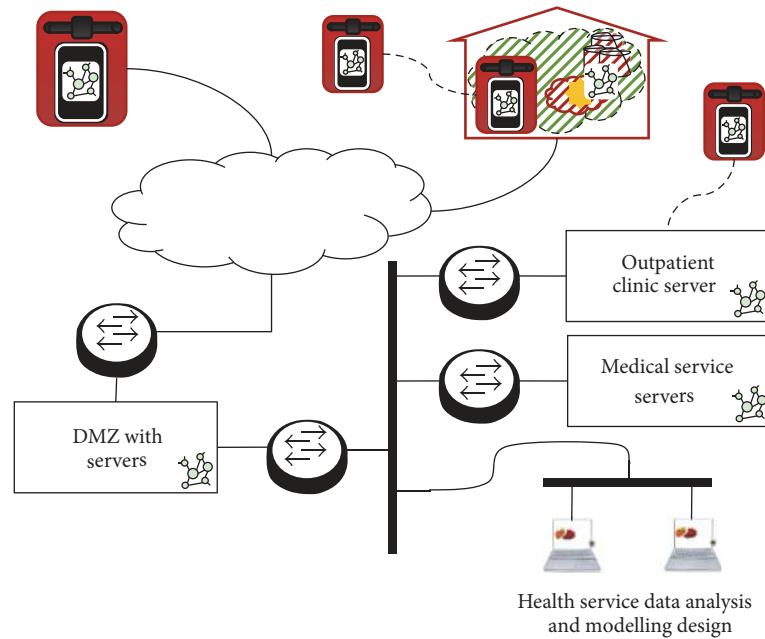 Outpatient
clinic server
Medical service
servers
DMZ with
servers
Health service data analysis
and modelling design